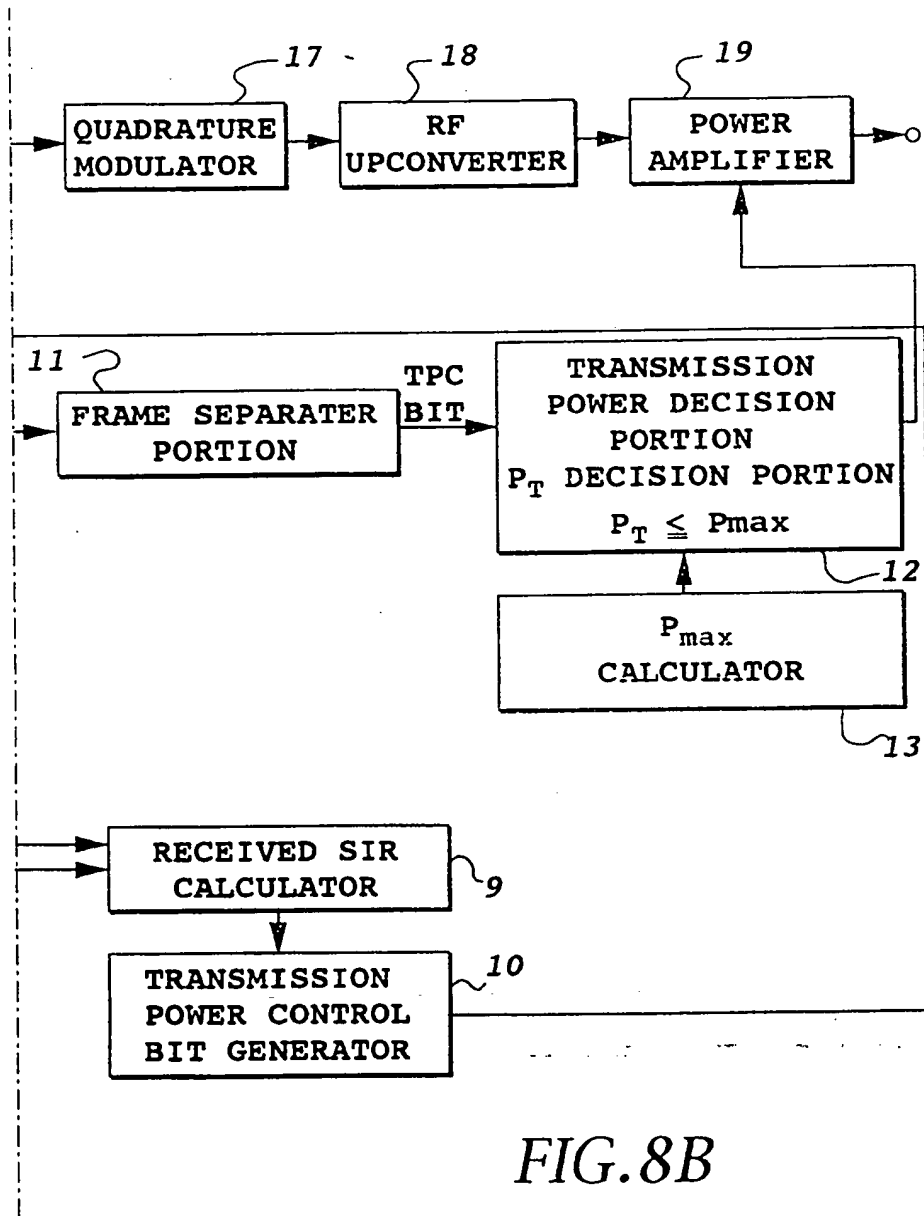 17
QUADRATURE
MODULATOR
18
RF
UPCONVERTER
19
POWER
AMPLIFIER
11
FRAME SEPARATER
PORTION
TPC
BIT
TRANSMISSION
POWER DECISION
PORTION
P_T DECISION PORTION
P_T ≦ Pmax
12
P_max
CALCULATOR
13
RECEIVED SIR
CALCULATOR
9
TRANSMISSION
POWER CONTROL
BIT GENERATOR
10
FIG.8B